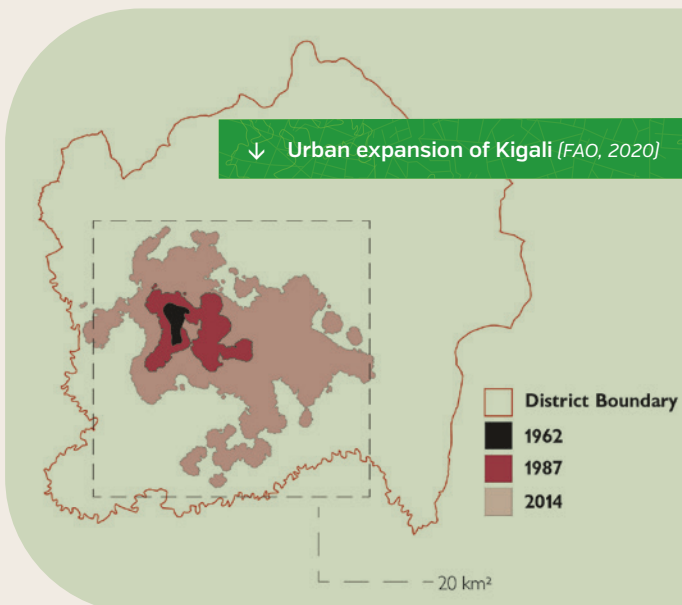 ↓ Urban expansion of Kigali (FAO, 2020)
District Boundary
1962
1987
2014
20 km²